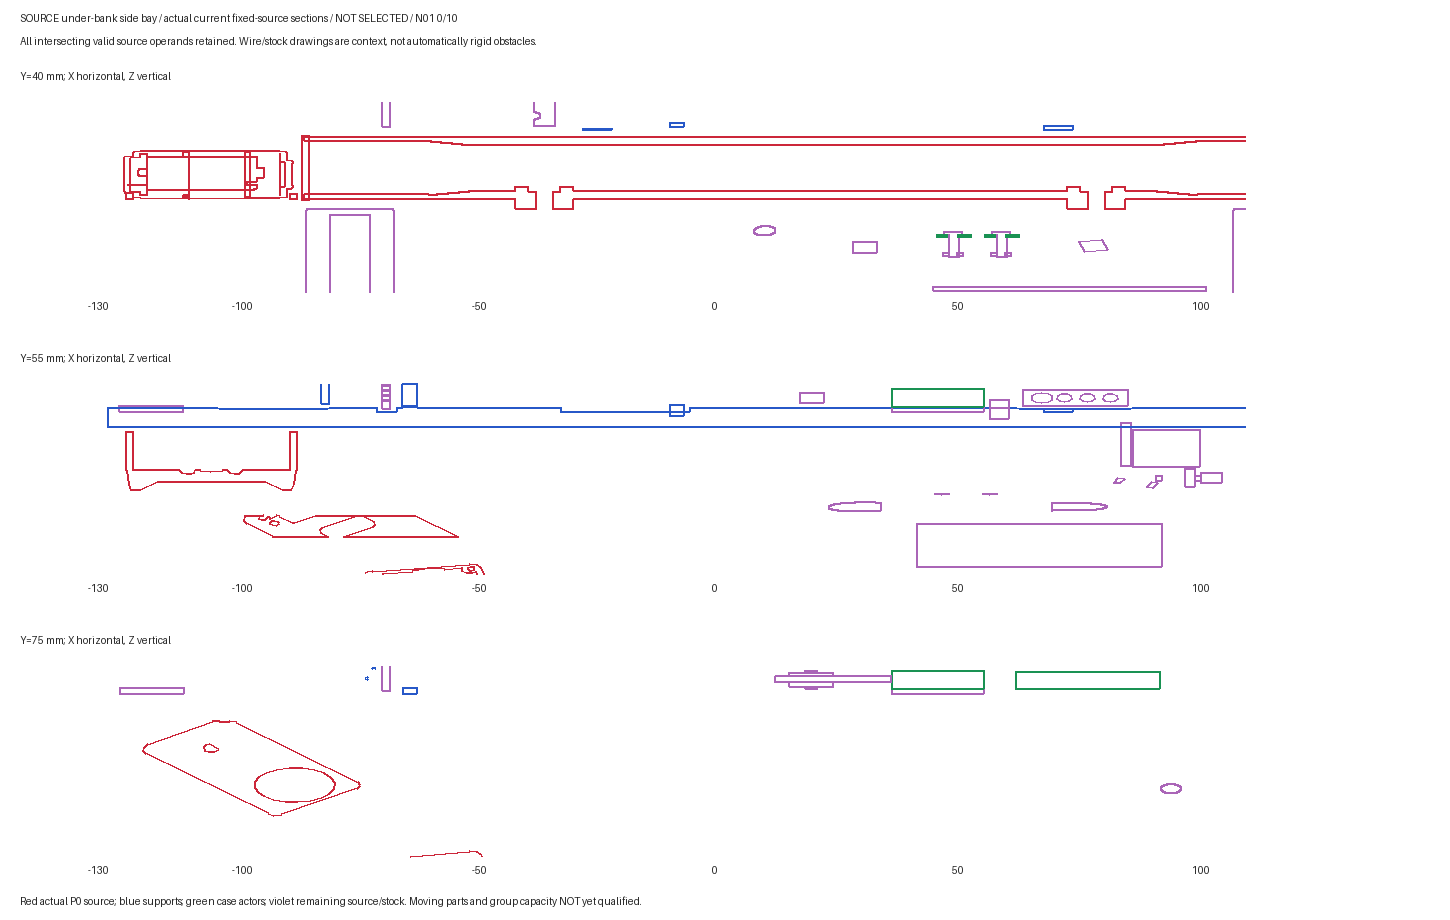 SOURCE under-bank side bay / actual current fixed-source sections / NOT SELECTED / N01 0/10
All intersecting valid source operands retained. Wire/stock drawings are context, not automatically rigid obstacles.
Y=40 mm; X horizontal, Z vertical
-130 -100 -50 0 50 100
Y=55 mm; X horizontal, Z vertical
-130 -100 -50 0 50 100
Y=75 mm; X horizontal, Z vertical
-130 -100 -50 0 50 100
Red actual P0 source; blue supports; green case actors; violet remaining source/stock. Moving parts and group capacity NOT yet qualified.